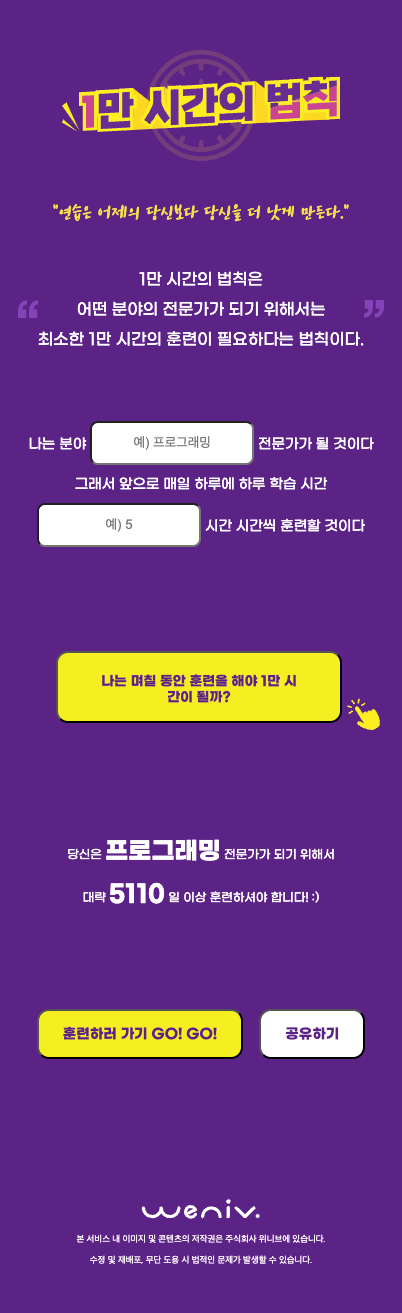 1만 시간의 법칙
"연습은 어제의 당신보다 당신을 더 낫게 만든다."
1만 시간의 법칙은
“ 어떤 분야의 전문가가 되기 위해서는 ”
최소한 1만 시간의 훈련이 필요하다는 법칙이다.
나는 분야 예) 프로그래밍 전문가가 될 것이다
그래서 앞으로 매일 하루에 하루 학습 시간
예) 5 시간 시간씩 훈련할 것이다
나는 며칠 동안 훈련을 해야 1만 시
간이 될까?
당신은 프로그래밍 전문가가 되기 위해서
대략 5110 일 이상 훈련하셔야 합니다! :)
훈련하러 가기 GO! GO! 공유하기
weniv.
본 서비스 내 이미지 및 콘텐츠의 저작권은 주식회사 위니브에 있습니다.
수정 및 재배포, 무단 도용 시 법적인 문제가 발생할 수 있습니다.